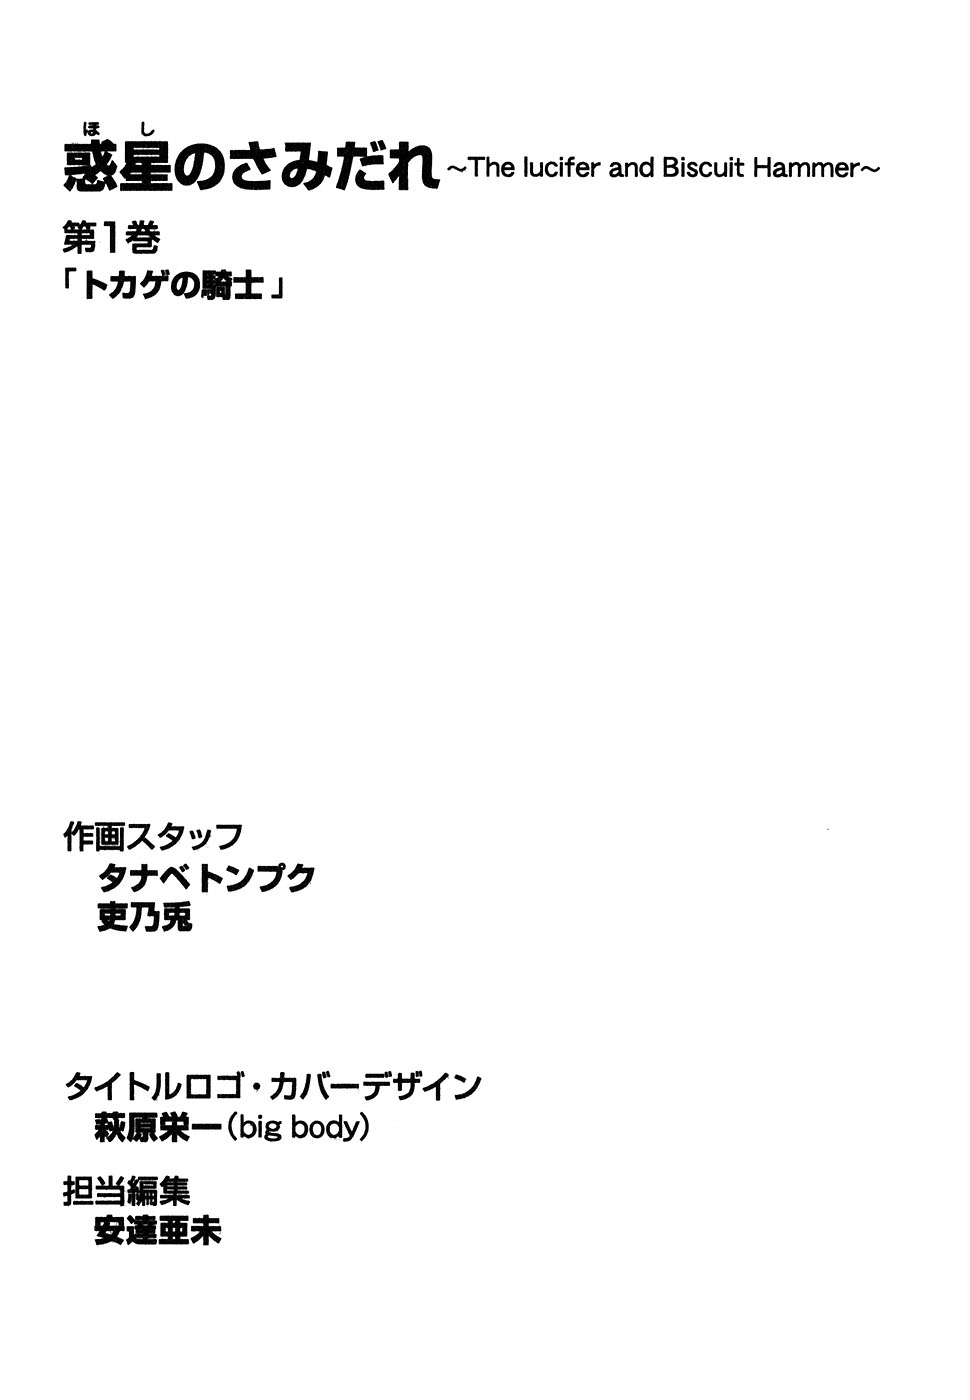 ほし
惑星のさみだれ～The lucifer and Biscuit Hammer～
第1巻
「トカゲの騎士」
作画スタッフ
タナベトンプク
吏乃兎
タイトルロゴ・カバーデザイン
萩原栄一(big body)
担当編集
安達亜未